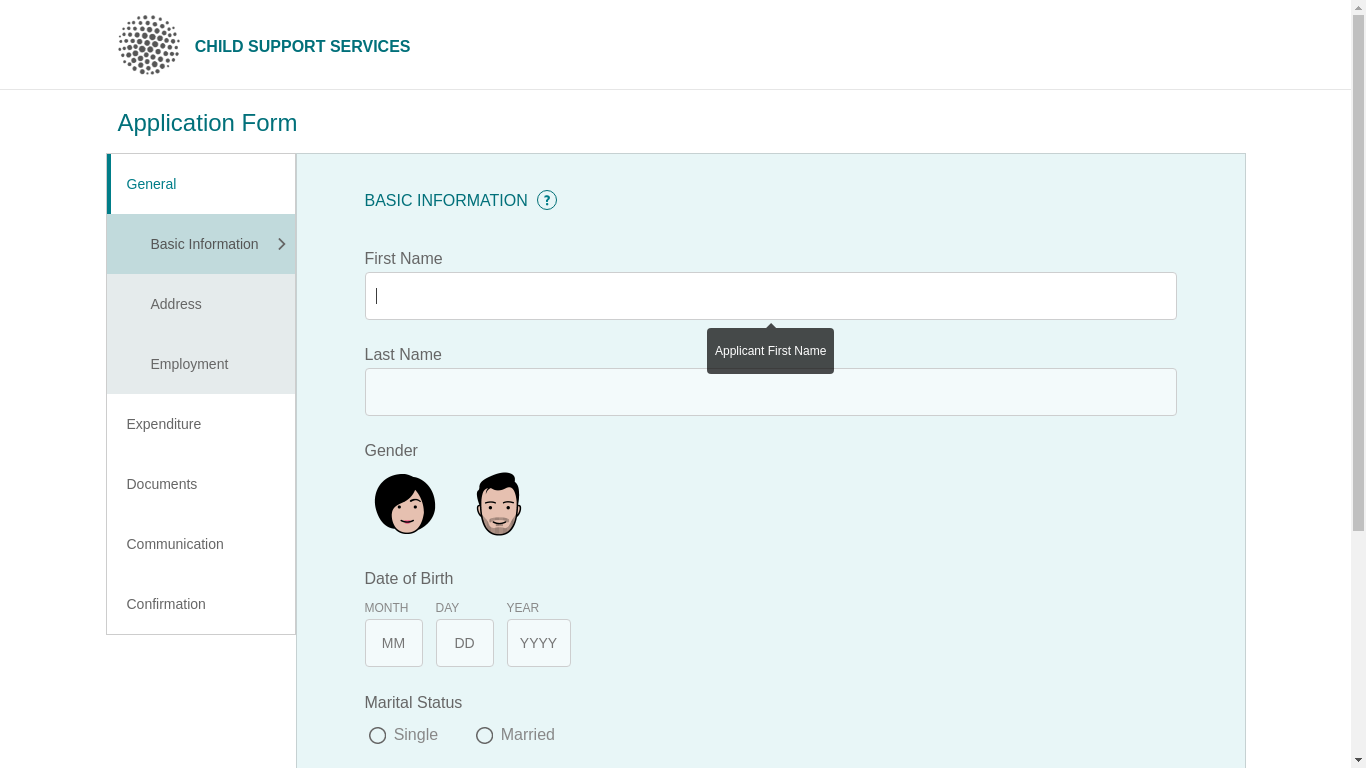 CHILD SUPPORT SERVICES
Application Form
General
Basic Information
Address
Employment
Expenditure
Documents
Communication
Confirmation
BASIC INFORMATION ?
First Name
Applicant First Name
Last Name
Gender
Date of Birth
MONTH DAY YEAR
MM DD YYYY
Marital Status
Single Married